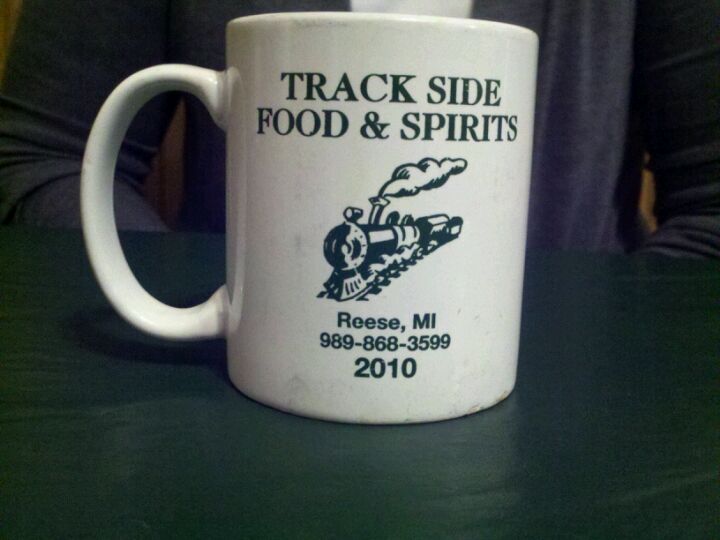 TRACK SIDE
FOOD & SPIRITS
Reese, MI
989-868-3599
2010